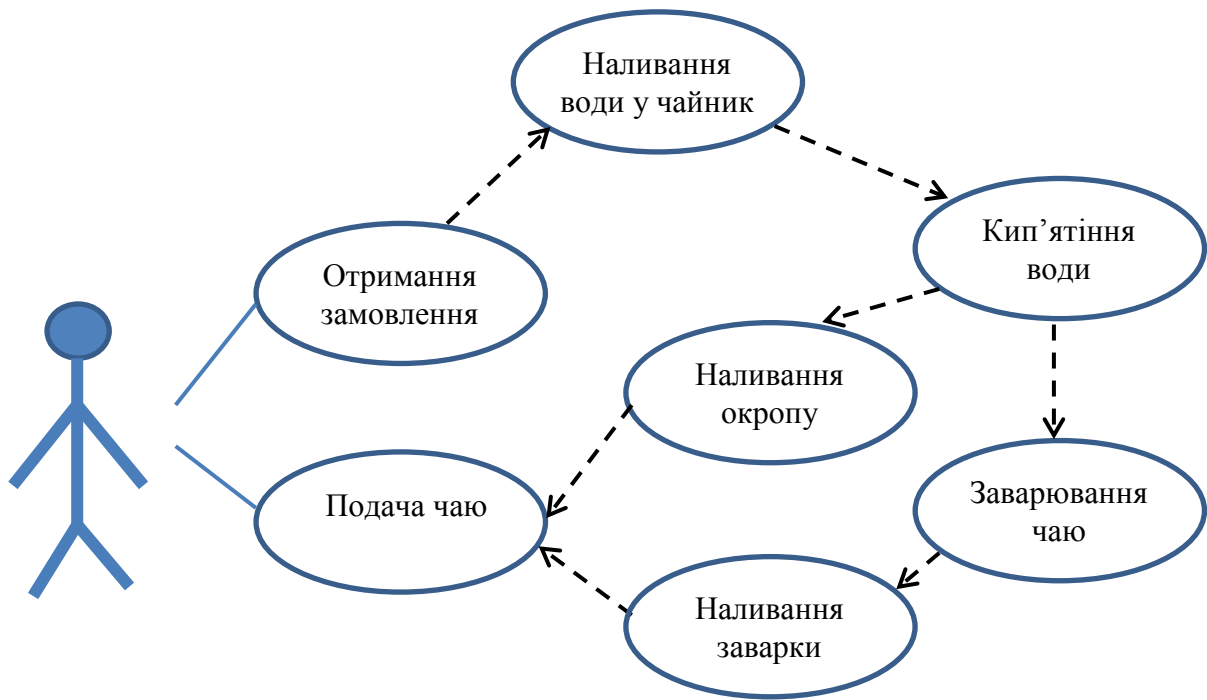 Наливання
води у чайник
Кип’ятіння
води
Отримання
замовлення
Наливання
окропу
Заварювання
чаю
Подача чаю
Наливання
заварки